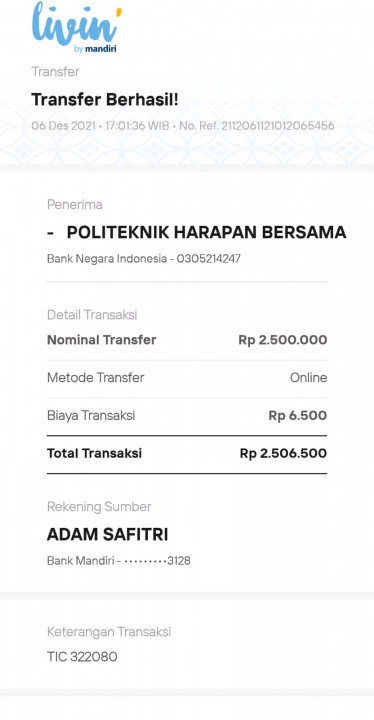 livin'
by mandiri
Transfer
Transfer Berhasil!
06 Des 2021 • 17:01:36 WIB • No. Ref. 2112061121012065456
Penerima
- POLITEKNIK HARAPAN BERSAMA
Bank Negara Indonesia - 0305214247
Detail Transaksi
Nominal Transfer Rp 2.500.000
Metode Transfer Online
Biaya Transaksi Rp 6.500
Total Transaksi Rp 2.506.500
Rekening Sumber
ADAM SAFITRI
Bank Mandiri - •••••••••3128
Keterangan Transaksi
TIC 322080